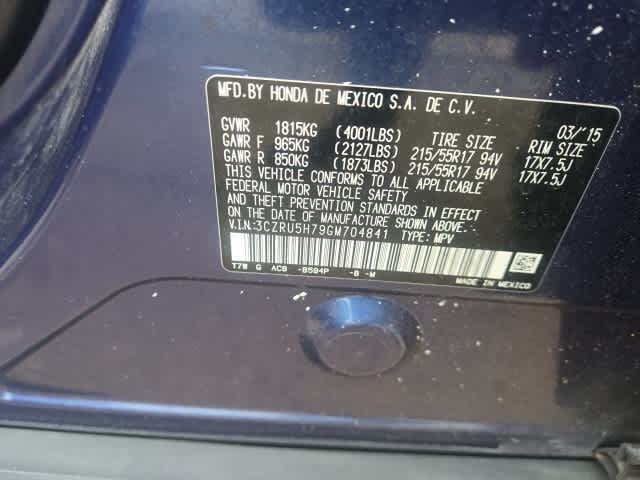 MFD.BY HONDA DE MEXICO S.A. DE C.V.
03/'15
GVWR 1815KG (4001LBS) TIRE SIZE RIM SIZE
GAWR F 965KG (2127LBS) 215/55R17 94V 17X7.5J
GAWR R 850KG (1873LBS) 215/55R17 94V 17X7.5J
THIS VEHICLE CONFORMS TO ALL APPLICABLE
FEDERAL MOTOR VEHICLE SAFETY
AND THEFT PREVENTION STANDARDS IN EFFECT
ON THE DATE OF MANUFACTURE SHOWN ABOVE.
V.I.N:3CZRU5H79GM704841 TYPE: MPV
T7W G AC8 -B594P -B -M
MADE IN MEXICO